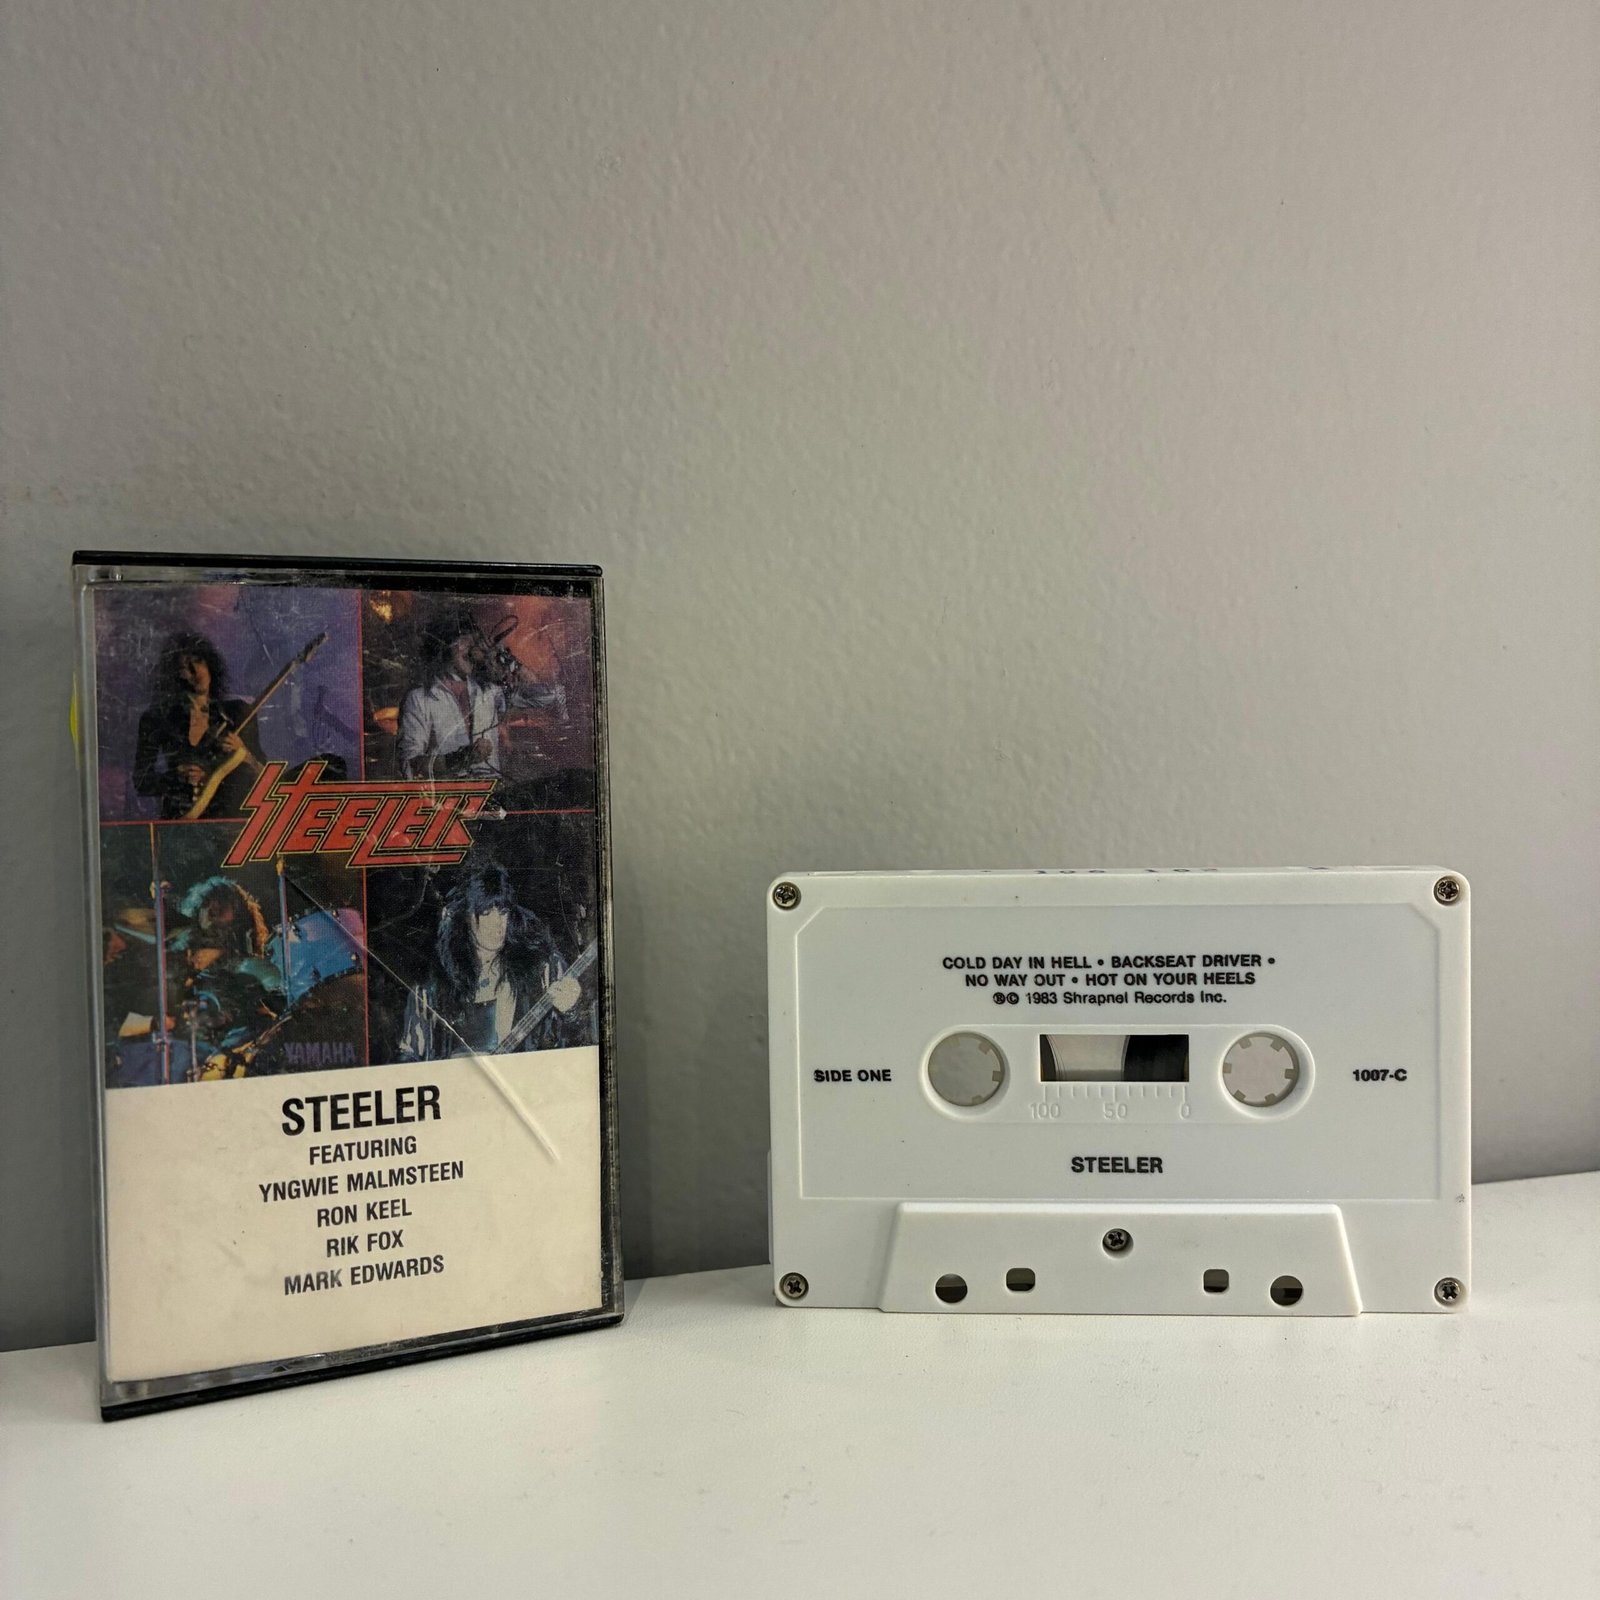 STEELER
YAMAHA
STEELER
FEATURING
YNGWIE MALMSTEEN
RON KEEL
RIK FOX
MARK EDWARDS
COLD DAY IN HELL • BACKSEAT DRIVER •
NO WAY OUT • HOT ON YOUR HEELS
℗© 1983 Shrapnel Records Inc.
SIDE ONE
1007-C
100 50 0
STEELER